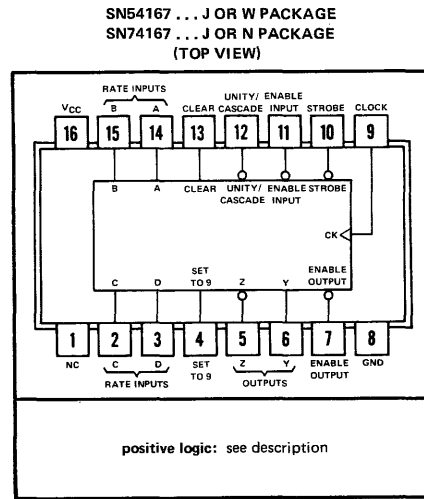 SN54167 ... J OR W PACKAGE
SN74167 ... J OR N PACKAGE
(TOP VIEW)
RATE INPUTS
UNITY/ ENABLE
VCC B A CLEAR CASCADE INPUT STROBE CLOCK
16 15 14 13 12 11 10 9
B A CLEAR UNITY/ ENABLE STROBE
CASCADE INPUT
CK
SET ENABLE
C D TO 9 Z Y OUTPUT
1 2 3 4 5 6 7 8
NC C D SET Z Y ENABLE GND
RATE INPUTS TO 9 OUTPUTS OUTPUT
positive logic: see description